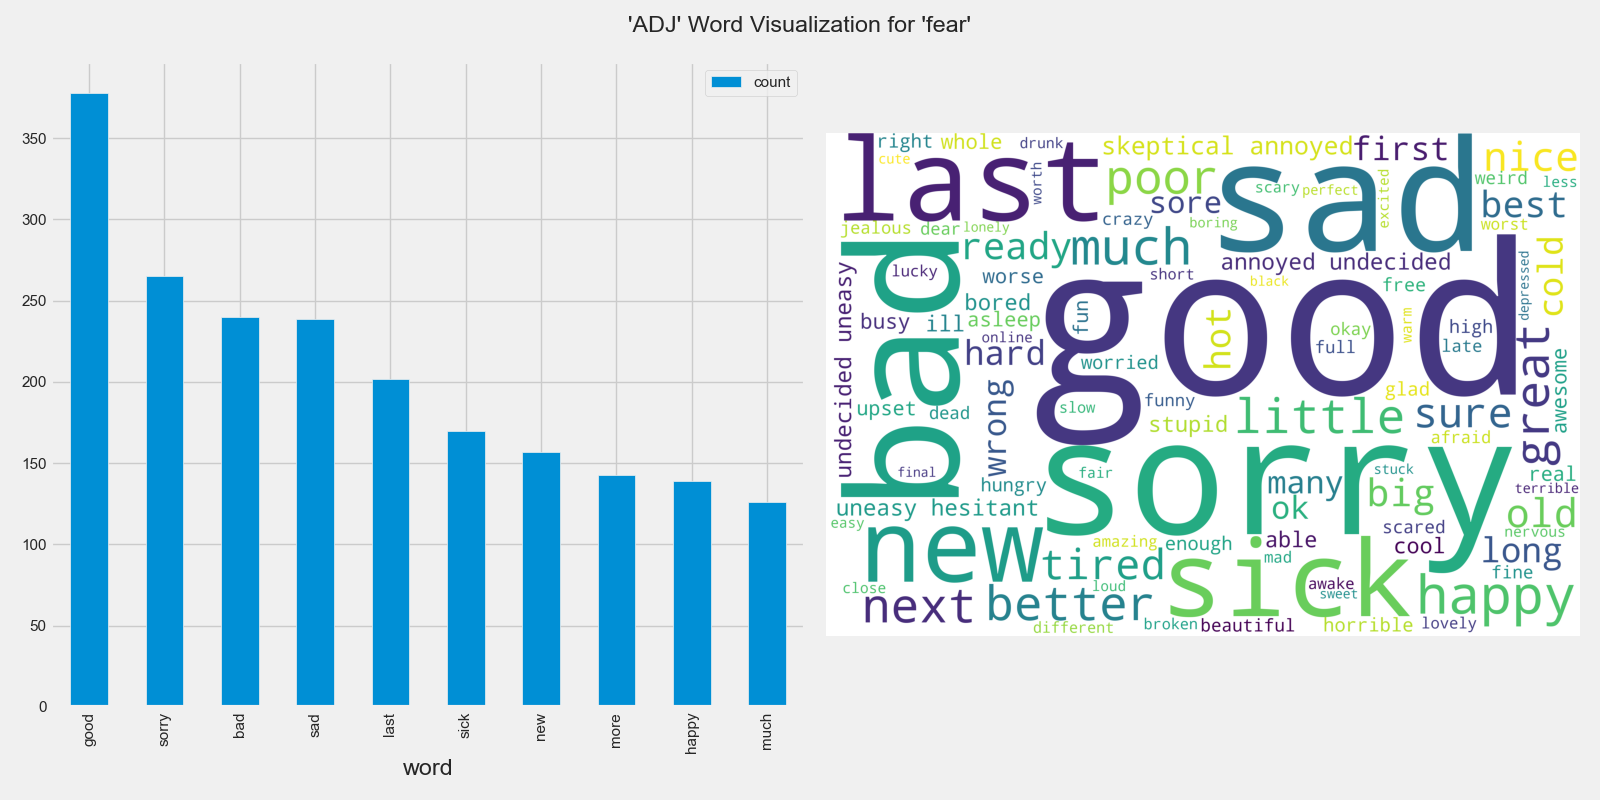 'ADJ' Word Visualization for 'fear'
count
350
300
250
200
150
100
50
0
good
sorry
bad
sad
last
sick
new
more
happy
much
word
right
whole
drunk
skeptical annoyed
first
nice
cute
last
worth
poor
sad
scary
perfect
excited
weird
less
sore
best
crazy
boring
worst
jealous
dear
lonely
ready
much
annoyed undecided
cold
bad
lucky
worse
short
black
free
depressed
undecided uneasy
bored
good
fun
hot
okay
warm
high
busy
ill
asleep
online
full
late
hard
worried
great
awesome
wrong
glad
upset
dead
slow
funny
little
sure
stupid
afraid
final
sorry
fair
stuck
real
hungry
many
big
terrible
uneasy hesitant
ok
old
easy
new
scared
nervous
amazing
enough
able
cool
long
tired
mad
sick
fine
close
loud
awake
sweet
happy
next
better
different
broken
beautiful
horrible
lovely